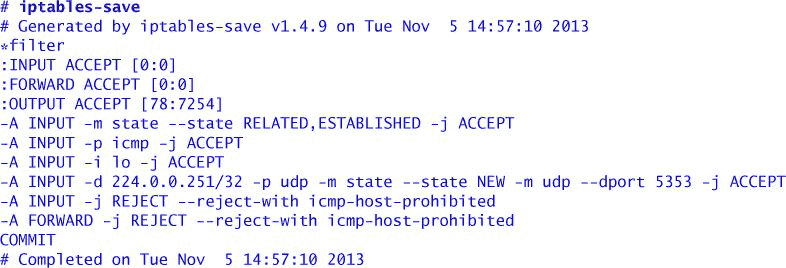 # iptables-save
# Generated by iptables-save v1.4.9 on Tue Nov  5 14:57:10 2013
*filter
:INPUT ACCEPT [0:0]
:FORWARD ACCEPT [0:0]
:OUTPUT ACCEPT [78:7254]
-A INPUT -m state --state RELATED,ESTABLISHED -j ACCEPT
-A INPUT -p icmp -j ACCEPT
-A INPUT -i lo -j ACCEPT
-A INPUT -d 224.0.0.251/32 -p udp -m state --state NEW -m udp --dport 5353 -j ACCEPT
-A INPUT -j REJECT --reject-with icmp-host-prohibited
-A FORWARD -j REJECT --reject-with icmp-host-prohibited
COMMIT
# Completed on Tue Nov  5 14:57:10 2013